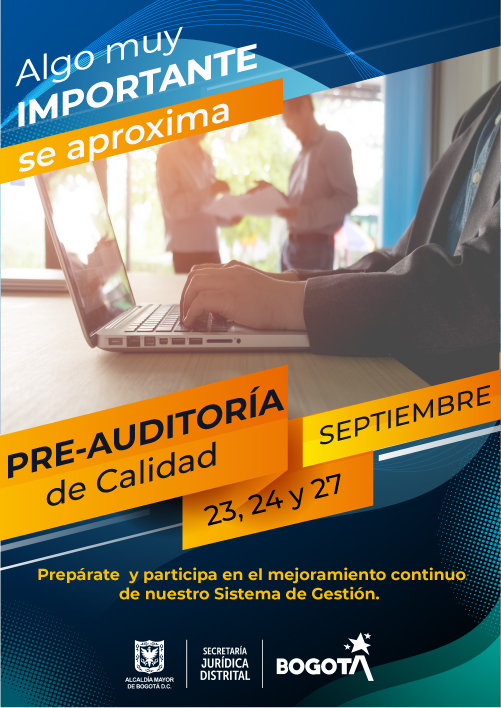 Algo muy
IMPORTANTE
se aproxima
PRE-AUDITORÍA
de Calidad
SEPTIEMBRE
23, 24 y 27
Prepárate y participa en el mejoramiento continuo
de nuestro Sistema de Gestión.
ALCALDÍA MAYOR
DE BOGOTÁ D.C.
SECRETARÍA
JURÍDICA
DISTRITAL
BOGOTÁ